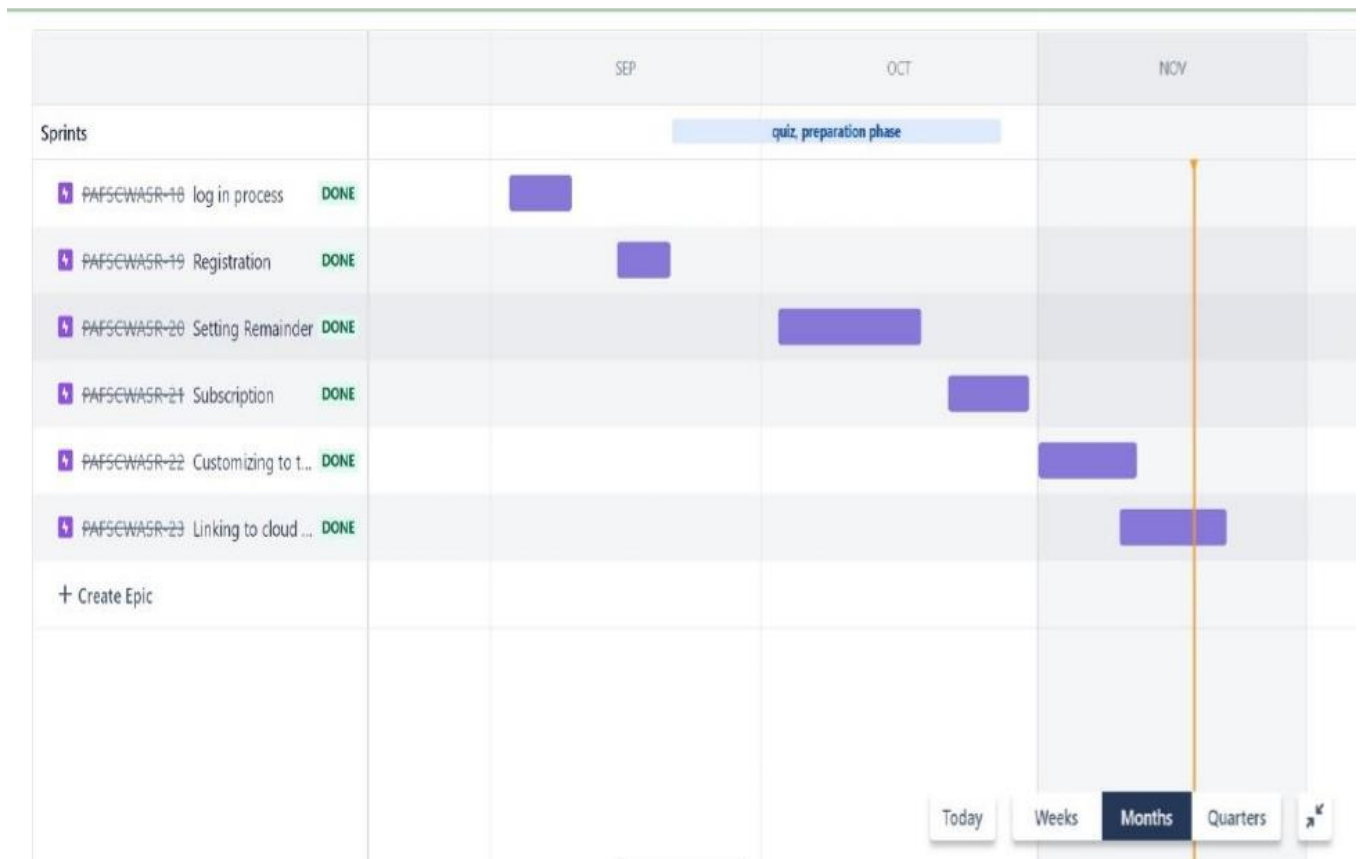 SEP OCT NOV
Sprints quiz, preparation phase
PAFSCWASR-18 log in process DONE
PAFSCWASR-19 Registration DONE
PAFSCWASR-20 Setting Remainder DONE
PAFSCWASR-21 Subscription DONE
PAFSCWASR-22 Customizing to t... DONE
PAFSCWASR-23 Linking to cloud ... DONE
+ Create Epic
Today Weeks Months Quarters